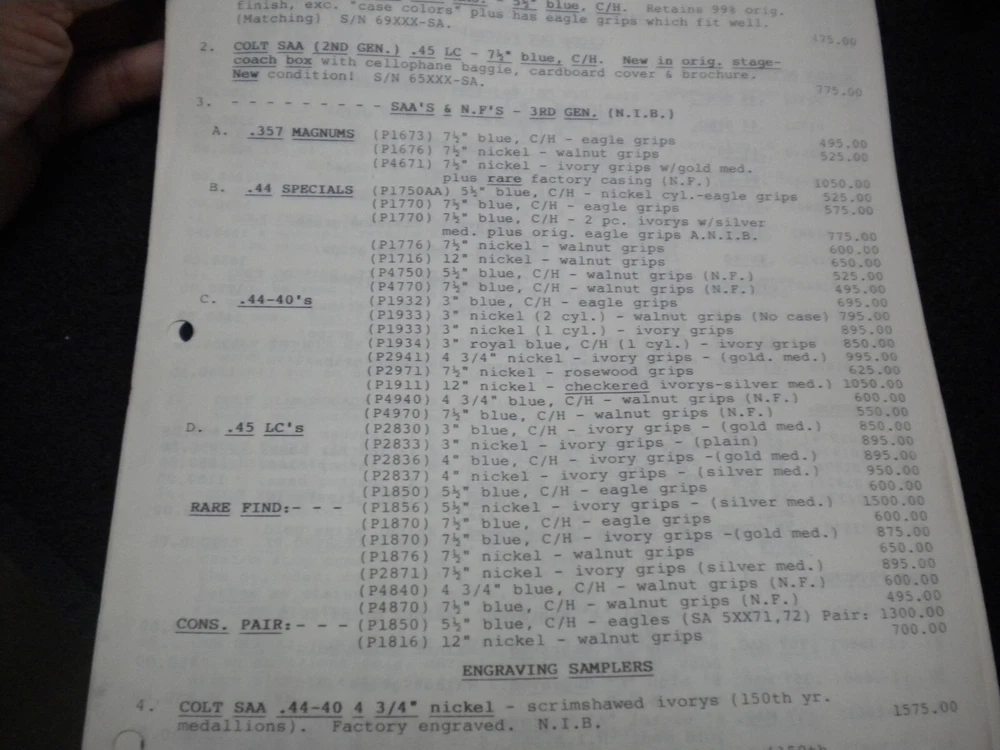 5½" blue, C/H. Retains 99% orig.
finish, exc. "case colors" plus has eagle grips which fit well.
(Matching) S/N 69XXX-SA. 475.00
2. COLT SAA (2ND GEN.) .45 LC - 7½" blue, C/H. New in orig. stage-
coach box with cellophane baggie, cardboard cover & brochure.
New condition! S/N 65XXX-SA. 775.00
3. - - - - - - - - - SAA'S & N.F'S - 3RD GEN. (N.I.B.)
A. .357 MAGNUMS (P1673) 7½" blue, C/H - eagle grips 495.00
(P1676) 7½" nickel - walnut grips 525.00
(P4671) 7½" nickel - ivory grips w/gold med.
plus rare factory casing (N.F.) 1050.00
B. .44 SPECIALS (P1750AA) 5½" blue, C/H - nickel cyl.-eagle grips 525.00
(P1770) 7½" blue, C/H - eagle grips 575.00
(P1770) 7½" blue, C/H - 2 pc. ivorys w/silver
med. plus orig. eagle grips A.N.I.B. 775.00
(P1776) 7½" nickel - walnut grips 600.00
(P1716) 12" nickel - walnut grips 650.00
(P4750) 5½" blue, C/H - walnut grips (N.F.) 525.00
(P4770) 7½" blue, C/H - walnut grips (N.F.) 495.00
C. .44-40's (P1932) 3" blue, C/H - eagle grips 695.00
(P1933) 3" nickel (2 cyl.) - walnut grips (No case) 795.00
(P1933) 3" nickel (1 cyl.) - ivory grips 895.00
(P1934) 3" royal blue, C/H (1 cyl.) - ivory grips 850.00
(P2941) 4 3/4" nickel - ivory grips - (gold. med.) 995.00
(P2971) 7½" nickel - rosewood grips 625.00
(P1911) 12" nickel - checkered ivorys-silver med.) 1050.00
(P4940) 4 3/4" blue, C/H - walnut grips (N.F.) 600.00
(P4970) 7½" blue, C/H - walnut grips (N.F.) 550.00
D. .45 LC's (P2830) 3" blue, C/H - ivory grips - (gold med.) 850.00
(P2833) 3" nickel - ivory grips - (plain) 895.00
(P2836) 4" blue, C/H - ivory grips -(gold med.) 895.00
(P2837) 4" nickel - ivory grips - (silver med.) 950.00
(P1850) 5½" blue, C/H - eagle grips 600.00
RARE FIND:- - - (P1856) 5½" nickel - ivory grips - (silver med.) 1500.00
(P1870) 7½" blue, C/H - eagle grips 600.00
(P1870) 7½" blue, C/H - ivory grips -(gold med.) 875.00
(P1876) 7½" nickel - walnut grips 650.00
(P2871) 7½" nickel - ivory grips (silver med.) 895.00
(P4840) 4 3/4" blue, C/H - walnut grips (N.F.) 600.00
(P4870) 7½" blue, C/H - walnut grips (N.F.) 495.00
CONS. PAIR:- - - (P1850) 5½" blue, C/H - eagles (SA 5XX71,72) Pair: 1300.00
(P1816) 12" nickel - walnut grips 700.00
ENGRAVING SAMPLERS
4. COLT SAA .44-40 4 3/4" nickel - scrimshawed ivorys (150th yr.
medallions). Factory engraved. N.I.B. 1575.00